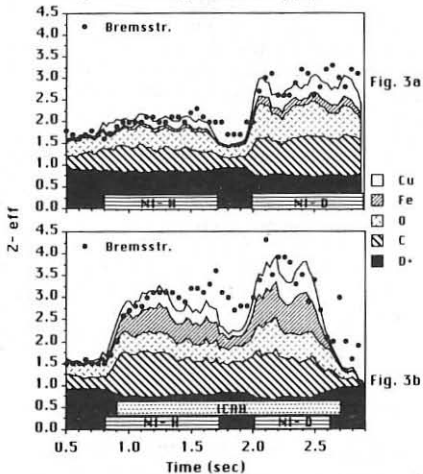 4.5
4.0
3.5
3.0
2.5
2.0
1.5
1.0
0.5
0.0
• Bremsstr.
Fig. 3a
NI- H
NI- D
Z- eff
Cu
Fe
O
C
D+
4.5
4.0
3.5
3.0
2.5
2.0
1.5
1.0
0.5
0.0
• Bremsstr.
Fig. 3b
ICRH
NI- H
NI- D
0.5
1.0
1.5
2.0
2.5
Time (sec)